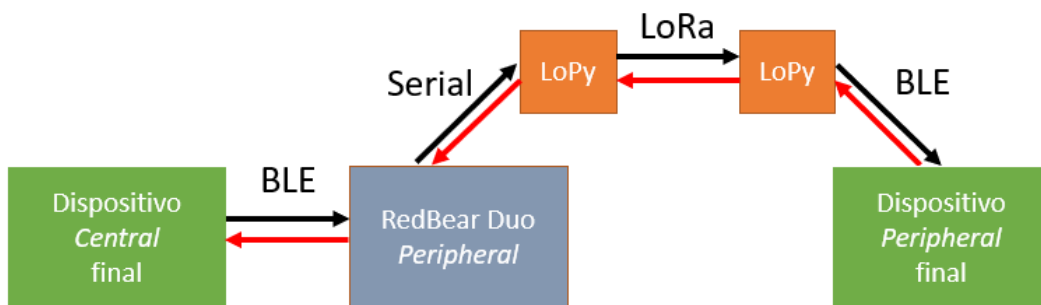 LoRa
LoPy
LoPy
Serial
BLE
BLE
Dispositivo
Central
final
RedBear Duo
Peripheral
Dispositivo
Peripheral
final